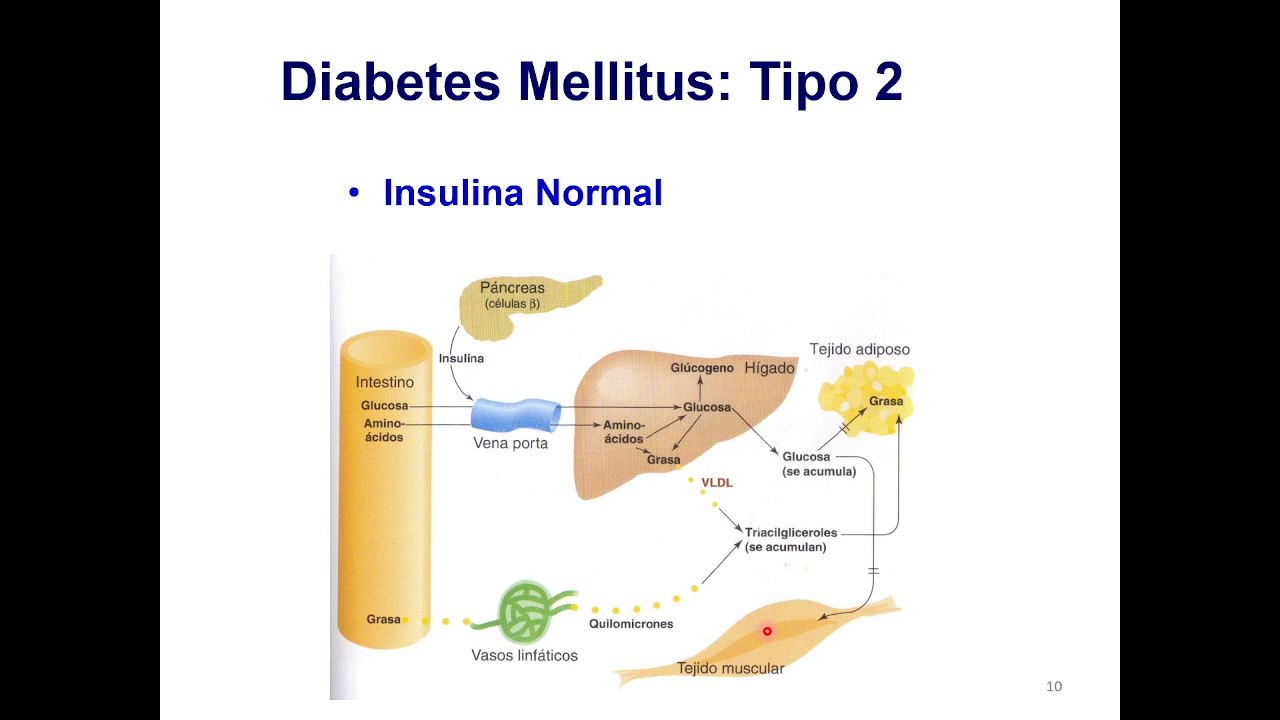 Diabetes Mellitus: Tipo 2
• Insulina Normal
Páncreas
(células β)
Insulina
Intestino
Glucosa
Amino-
ácidos
Vena porta
Glúcogeno
Hígado
Glucosa
Amino-
ácidos
Grasa
VLDL
Tejido adiposo
Grasa
Glucosa
(se acumula)
Triacilgliceroles
(se acumulan)
Grasa
Vasos linfáticos
Quilomicrones
Tejido muscular
10